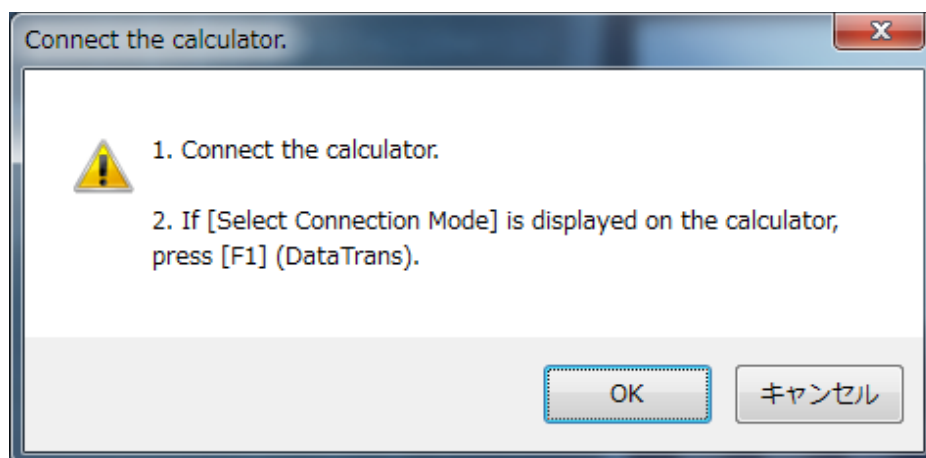 Connect the calculator.
1. Connect the calculator.
2. If [Select Connection Mode] is displayed on the calculator,
press [F1] (DataTrans).
OK
キャンセル